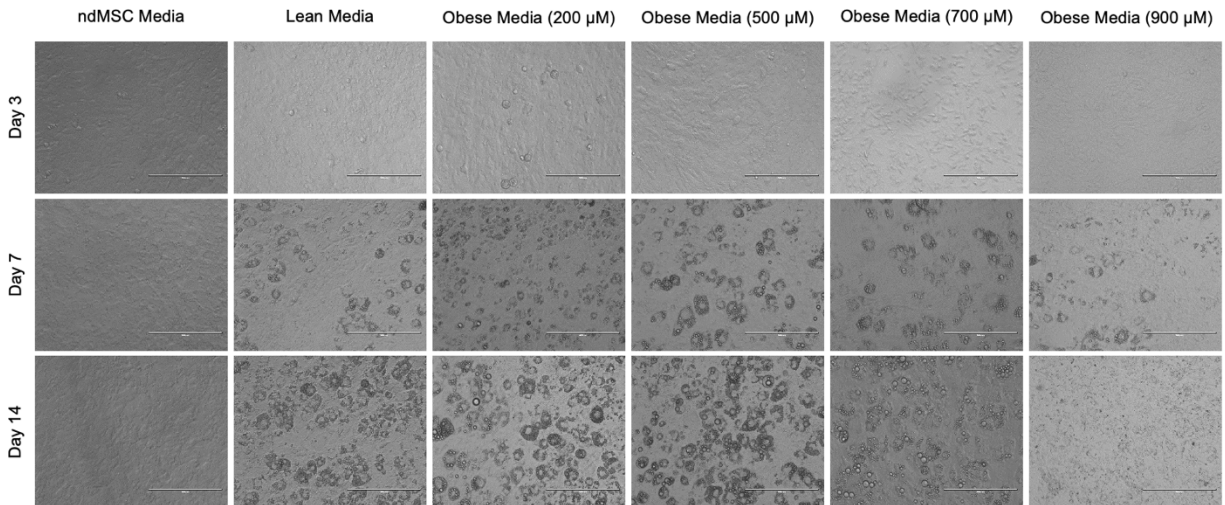 ndMSC Media
Lean Media
Obese Media (200 µM)
Obese Media (500 µM)
Obese Media (700 µM)
Obese Media (900 µM)
Day 3
Day 7
Day 14